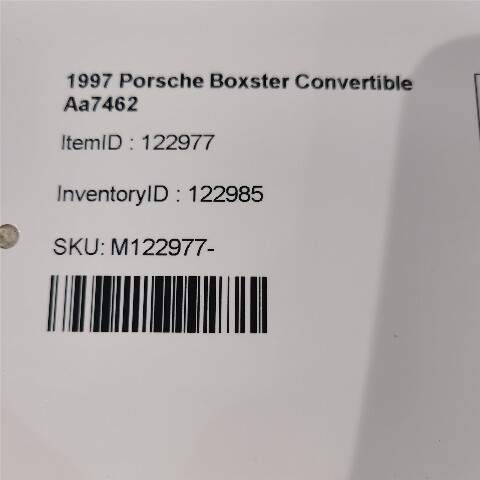 1997 Porsche Boxster Convertible
Aa7462
ItemID : 122977
InventoryID : 122985
SKU: M122977-